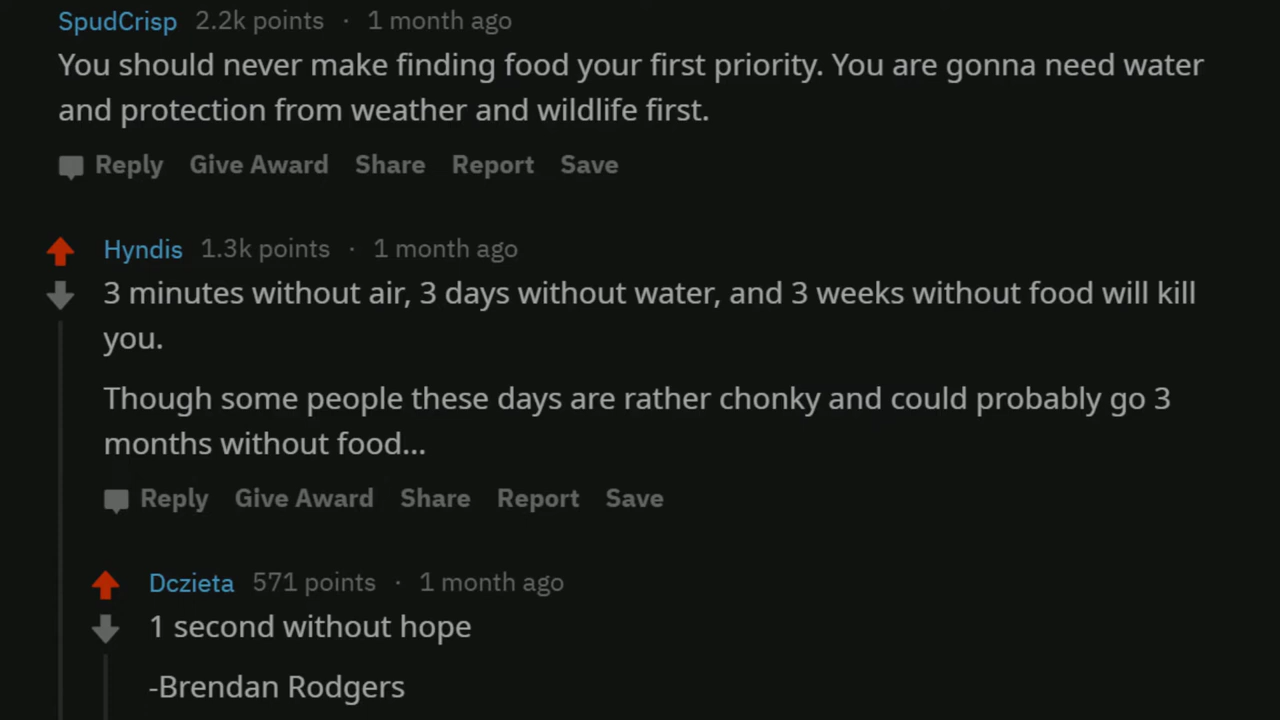 SpudCrisp 2.2k points · 1 month ago
You should never make finding food your first priority. You are gonna need water
and protection from weather and wildlife first.
Reply Give Award Share Report Save
Hyndis 1.3k points · 1 month ago
3 minutes without air, 3 days without water, and 3 weeks without food will kill
you.
Though some people these days are rather chonky and could probably go 3
months without food...
Reply Give Award Share Report Save
Dczieta 571 points · 1 month ago
1 second without hope
-Brendan Rodgers